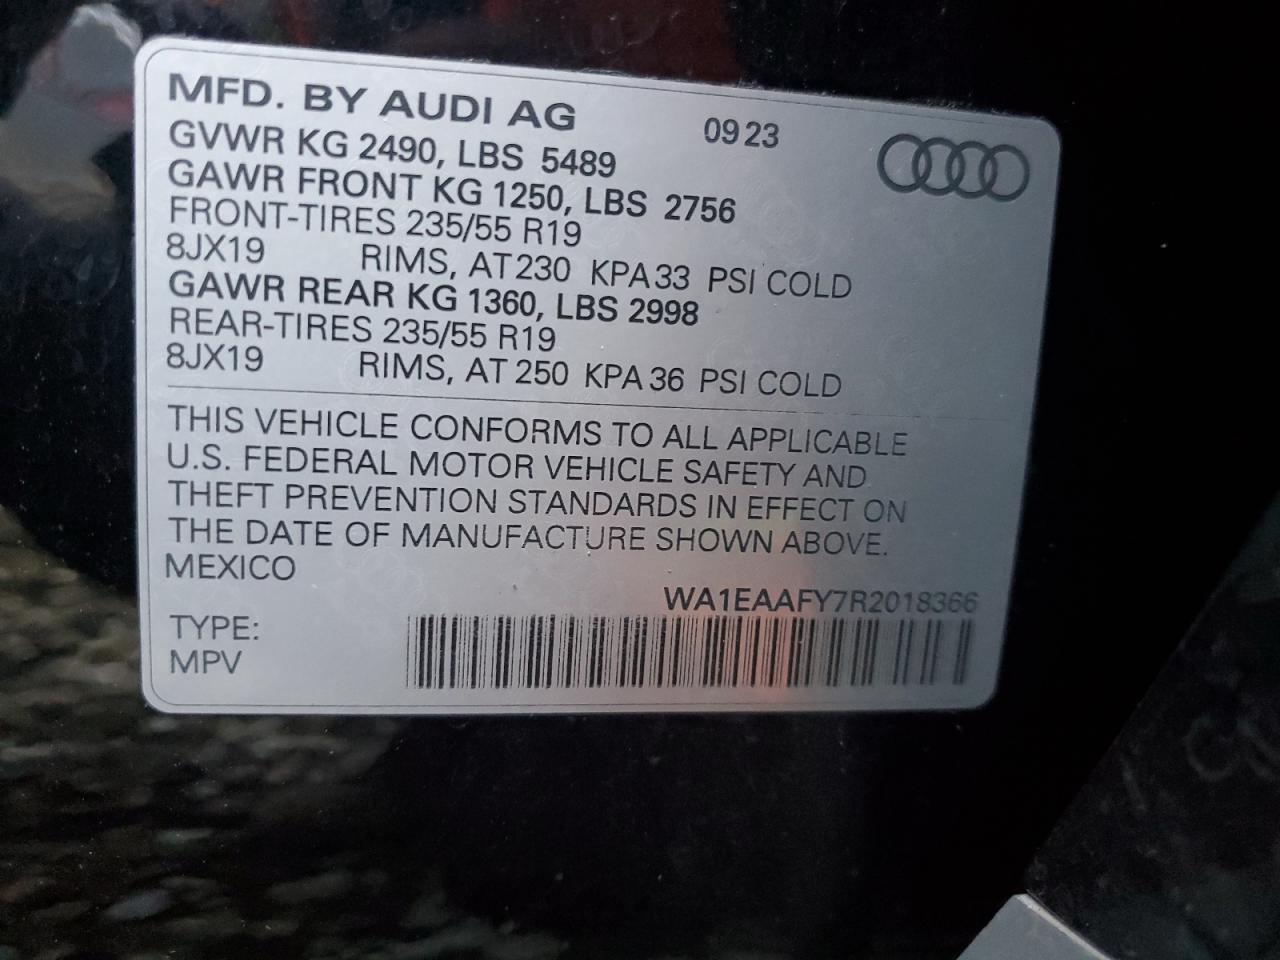 MFD. BY AUDI AG 0923
GVWR KG 2490, LBS 5489
GAWR FRONT KG 1250, LBS 2756
FRONT-TIRES 235/55 R19
8JX19 RIMS, AT 230 KPA 33 PSI COLD
GAWR REAR KG 1360, LBS 2998
REAR-TIRES 235/55 R19
8JX19 RIMS, AT 250 KPA 36 PSI COLD
THIS VEHICLE CONFORMS TO ALL APPLICABLE
U.S. FEDERAL MOTOR VEHICLE SAFETY AND
THEFT PREVENTION STANDARDS IN EFFECT ON
THE DATE OF MANUFACTURE SHOWN ABOVE.
MEXICO
WA1EAAFY7R2018366
TYPE:
MPV